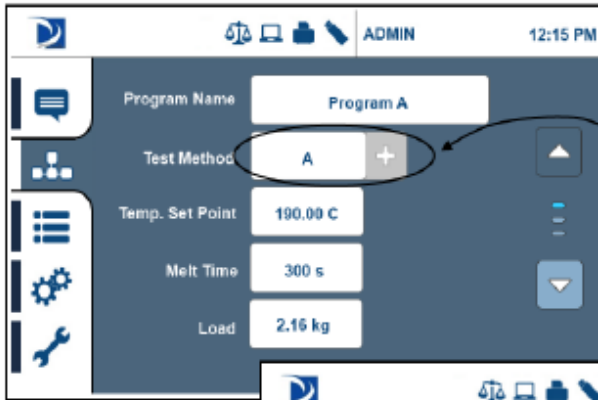 ADMIN 12:15 PM
Program Name Program A
Test Method A +
Temp. Set Point 190.00 C
Melt Time 300 s
Load 2.16 kg